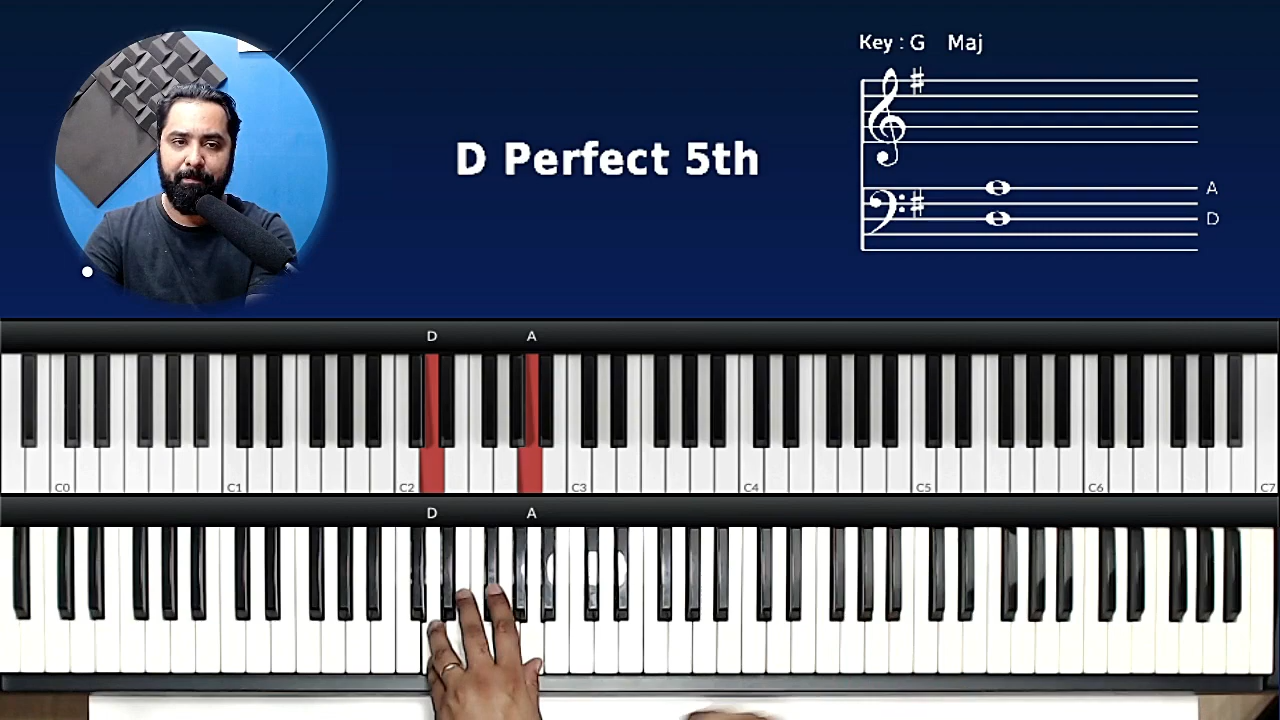 Key : G Maj
D Perfect 5th
A
D
D A
C0 C1 C2 C3 C4 C5 C6 C7
D A